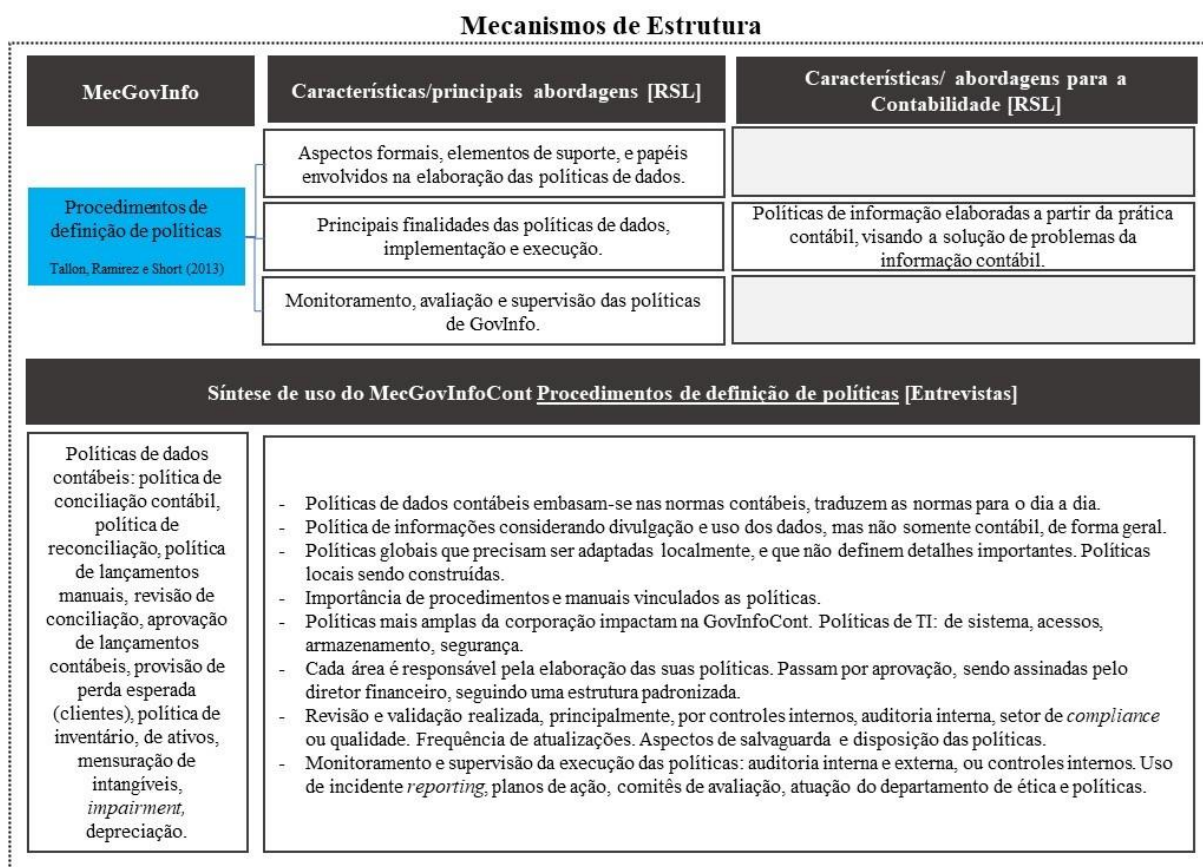 Mecanismos de Estrutura
MecGovInfo
Características/principais abordagens [RSL]
Características/ abordagens para a
Contabilidade [RSL]
Procedimentos de
definição de políticas
Tallon, Ramirez e Short (2013)
Aspectos formais, elementos de suporte, e papéis
envolvidos na elaboração das políticas de dados.
Principais finalidades das políticas de dados,
implementação e execução.
Políticas de informação elaboradas a partir da prática
contábil, visando a solução de problemas da
informação contábil.
Monitoramento, avaliação e supervisão das políticas
de GovInfo.
Síntese de uso do MecGovInfoCont Procedimentos de definição de políticas [Entrevistas]
Políticas de dados
contábeis: política de
conciliação contábil,
política de
reconciliação, política
de lançamentos
manuais, revisão de
conciliação, aprovação
de lançamentos
contábeis, provisão de
perda esperada
(clientes), política de
inventário, de ativos,
mensuração de
intangíveis,
impairment,
depreciação.
- Políticas de dados contábeis embasam-se nas normas contábeis, traduzem as normas para o dia a dia.
- Política de informações considerando divulgação e uso dos dados, mas não somente contábil, de forma geral.
- Políticas globais que precisam ser adaptadas localmente, e que não definem detalhes importantes. Políticas
locais sendo construídas.
- Importância de procedimentos e manuais vinculados as políticas.
- Políticas mais amplas da corporação impactam na GovInfoCont. Políticas de TI: de sistema, acessos,
armazenamento, segurança.
- Cada área é responsável pela elaboração das suas políticas. Passam por aprovação, sendo assinadas pelo
diretor financeiro, seguindo uma estrutura padronizada.
- Revisão e validação realizada, principalmente, por controles internos, auditoria interna, setor de compliance
ou qualidade. Frequência de atualizações. Aspectos de salvaguarda e disposição das políticas.
- Monitoramento e supervisão da execução das políticas: auditoria interna e externa, ou controles internos. Uso
de incidente reporting, planos de ação, comitês de avaliação, atuação do departamento de ética e políticas.